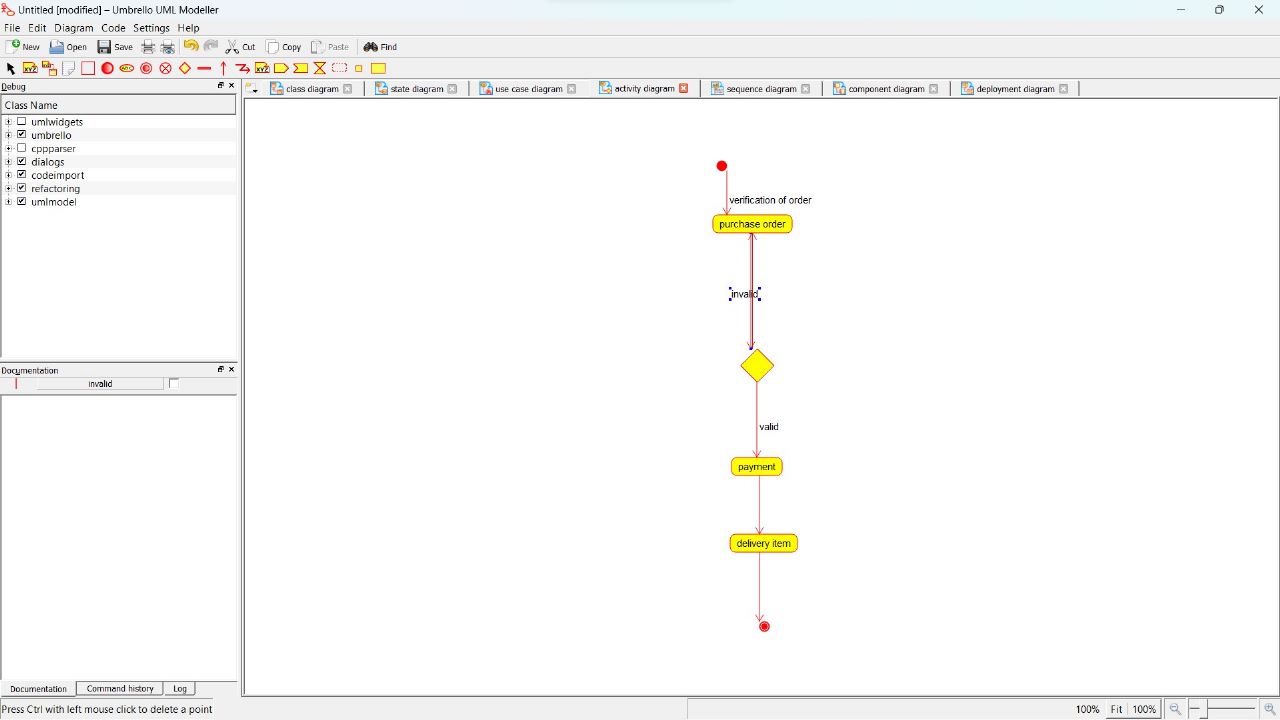 Untitled [modified] – Umbrello UML Modeller
File Edit Diagram Code Settings Help
New Open Save Cut Copy Paste Find
XYZ XYZ
Debug
Class Name
umlwidgets
umbrello
cppparser
dialogs
codeimport
refactoring
umlmodel
Documentation
invalid
Documentation Command history Log
Press Ctrl with left mouse click to delete a point
class diagram state diagram use case diagram activity diagram sequence diagram component diagram deployment diagram
verification of order
purchase order
invalid
valid
payment
delivery item
100% Fit 100%